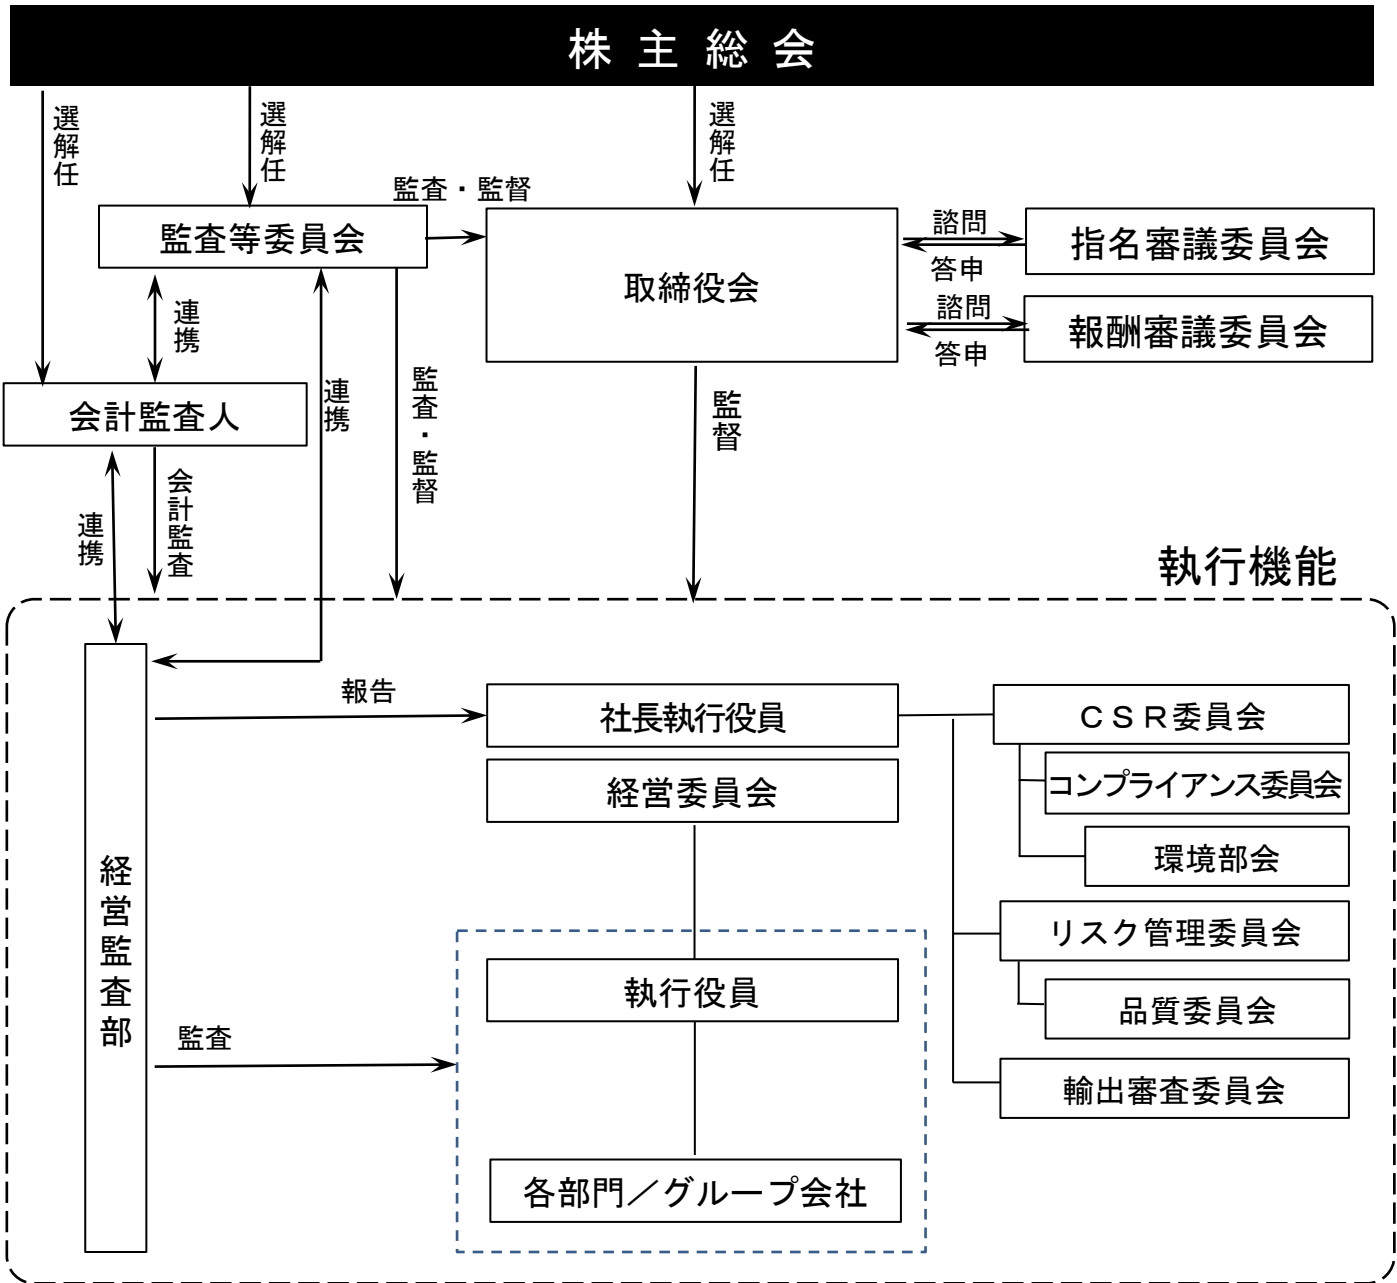 株主総会
選解任
選解任
選解任
監査・監督
監査等委員会
取締役会
諮問
答申
指名審議委員会
諮問
答申
報酬審議委員会
連携
会計監査人
連携
監査・監督
監督
連携
会計監査
執行機能
経営監査部
報告
社長執行役員
経営委員会
ＣＳＲ委員会
コンプライアンス委員会
環境部会
リスク管理委員会
品質委員会
輸出審査委員会
監査
執行役員
各部門／グループ会社